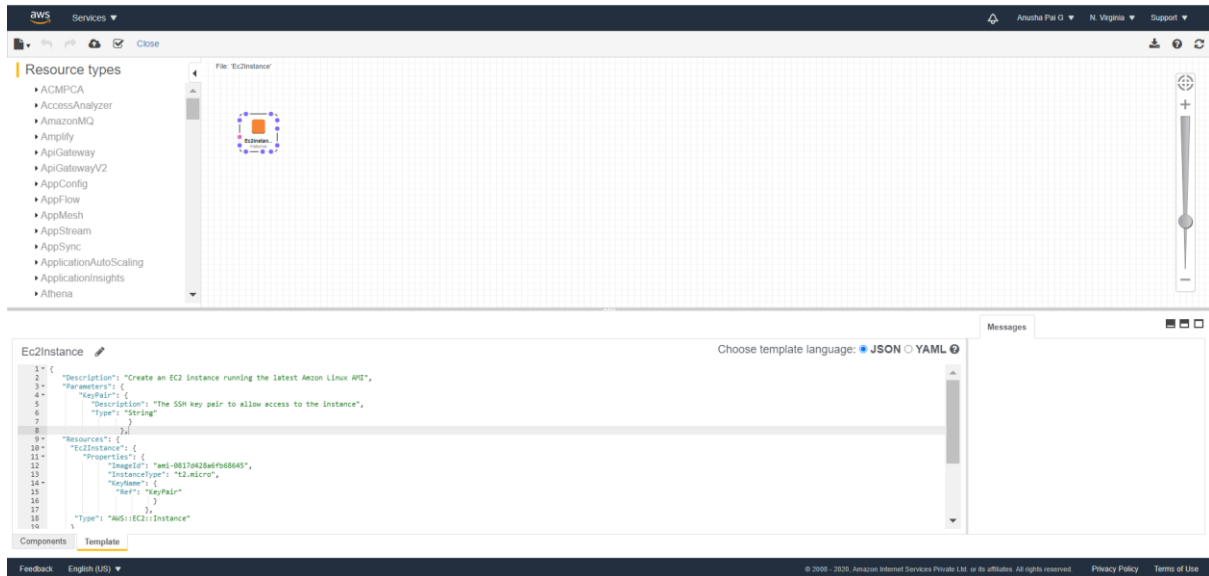 aws Services ▾ Anusha Pai G ▾ N. Virginia ▾ Support ▾
Close
Resource types
ACMPCA
AccessAnalyzer
AmazonMQ
Amplify
ApiGateway
ApiGatewayV2
AppConfig
AppFlow
AppMesh
AppStream
AppSync
ApplicationAutoScaling
ApplicationInsights
Athena
File: 'Ec2Instance'
Ec2Instan...
Instance
Messages
Ec2Instance
Choose template language: JSON YAML
1 {
2 "Description": "Create an EC2 instance running the latest Amzon Linux AMI",
3 "Parameters": {
4 "KeyPair": {
5 "Description": "The SSH key pair to allow access to the instance",
6 "Type": "String"
7 }
8 },
9 "Resources": {
10 "Ec2Instance": {
11 "Properties": {
12 "ImageId": "ami-0817d428a6fb68645",
13 "InstanceType": "t2.micro",
14 "KeyName": {
15 "Ref": "KeyPair"
16 }
17 },
18 "Type": "AWS::EC2::Instance"
19 }
Components Template
Feedback English (US) ▾ © 2008 - 2020, Amazon Internet Services Private Ltd. or its affiliates. All rights reserved. Privacy Policy Terms of Use